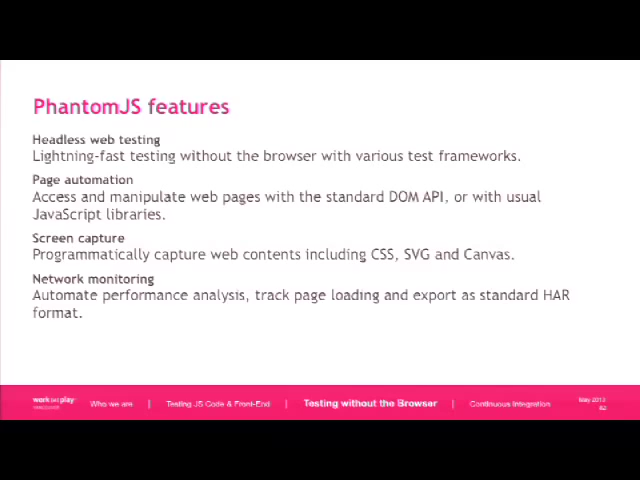 PhantomJS features
Headless web testing
Lightning-fast testing without the browser with various test frameworks.
Page automation
Access and manipulate web pages with the standard DOM API, or with usual
JavaScript libraries.
Screen capture
Programmatically capture web contents including CSS, SVG and Canvas.
Network monitoring
Automate performance analysis, track page loading and export as standard HAR
format.
work play
Who we are | Testing JS Code & Front-End | Testing without the Browser | Continuous Integration
May 2013
62